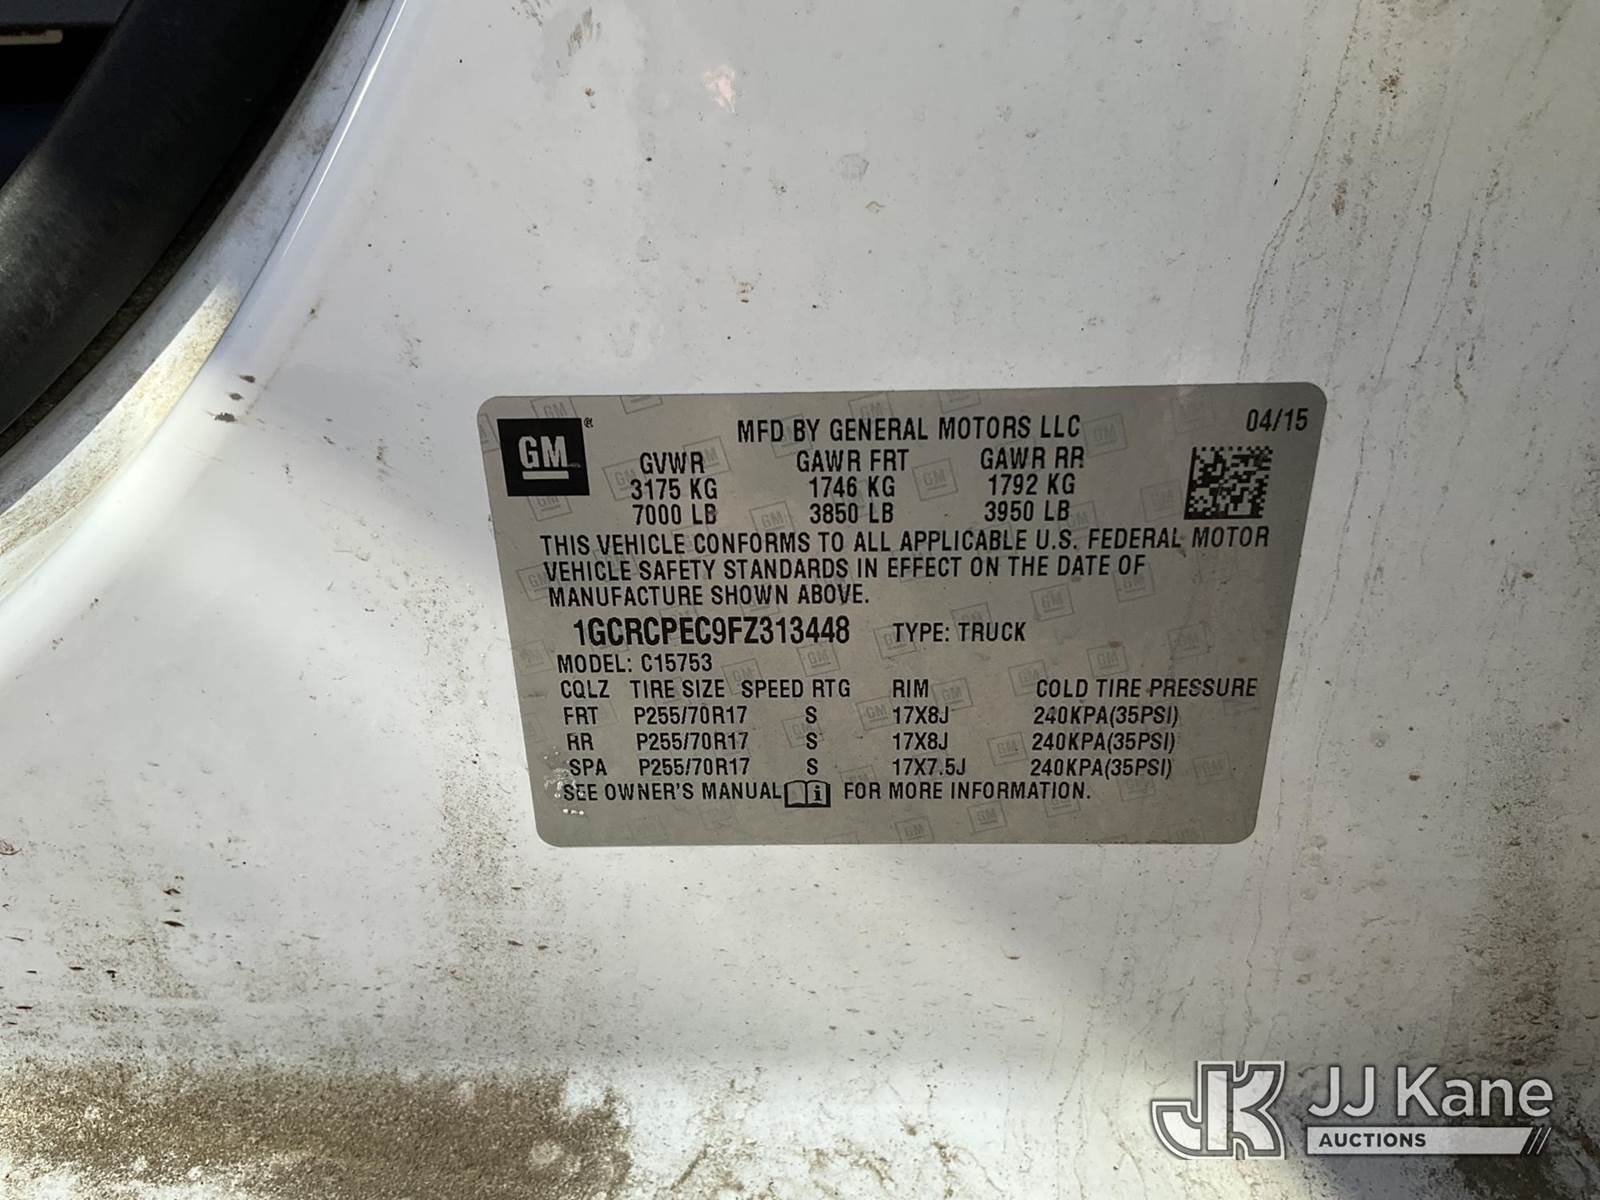 GM®
MFD BY GENERAL MOTORS LLC 04/15
GVWR GAWR FRT GAWR RR
3175 KG 1746 KG 1792 KG
7000 LB 3850 LB 3950 LB
THIS VEHICLE CONFORMS TO ALL APPLICABLE U.S. FEDERAL MOTOR
VEHICLE SAFETY STANDARDS IN EFFECT ON THE DATE OF
MANUFACTURE SHOWN ABOVE.
1GCRCPEC9FZ313448 TYPE: TRUCK
MODEL: C15753
CQLZ TIRE SIZE SPEED RTG RIM COLD TIRE PRESSURE
FRT P255/70R17 S 17X8J 240KPA(35PSI)
RR P255/70R17 S 17X8J 240KPA(35PSI)
SPA P255/70R17 S 17X7.5J 240KPA(35PSI)
SEE OWNER'S MANUAL i FOR MORE INFORMATION.
JK JJ Kane
AUCTIONS